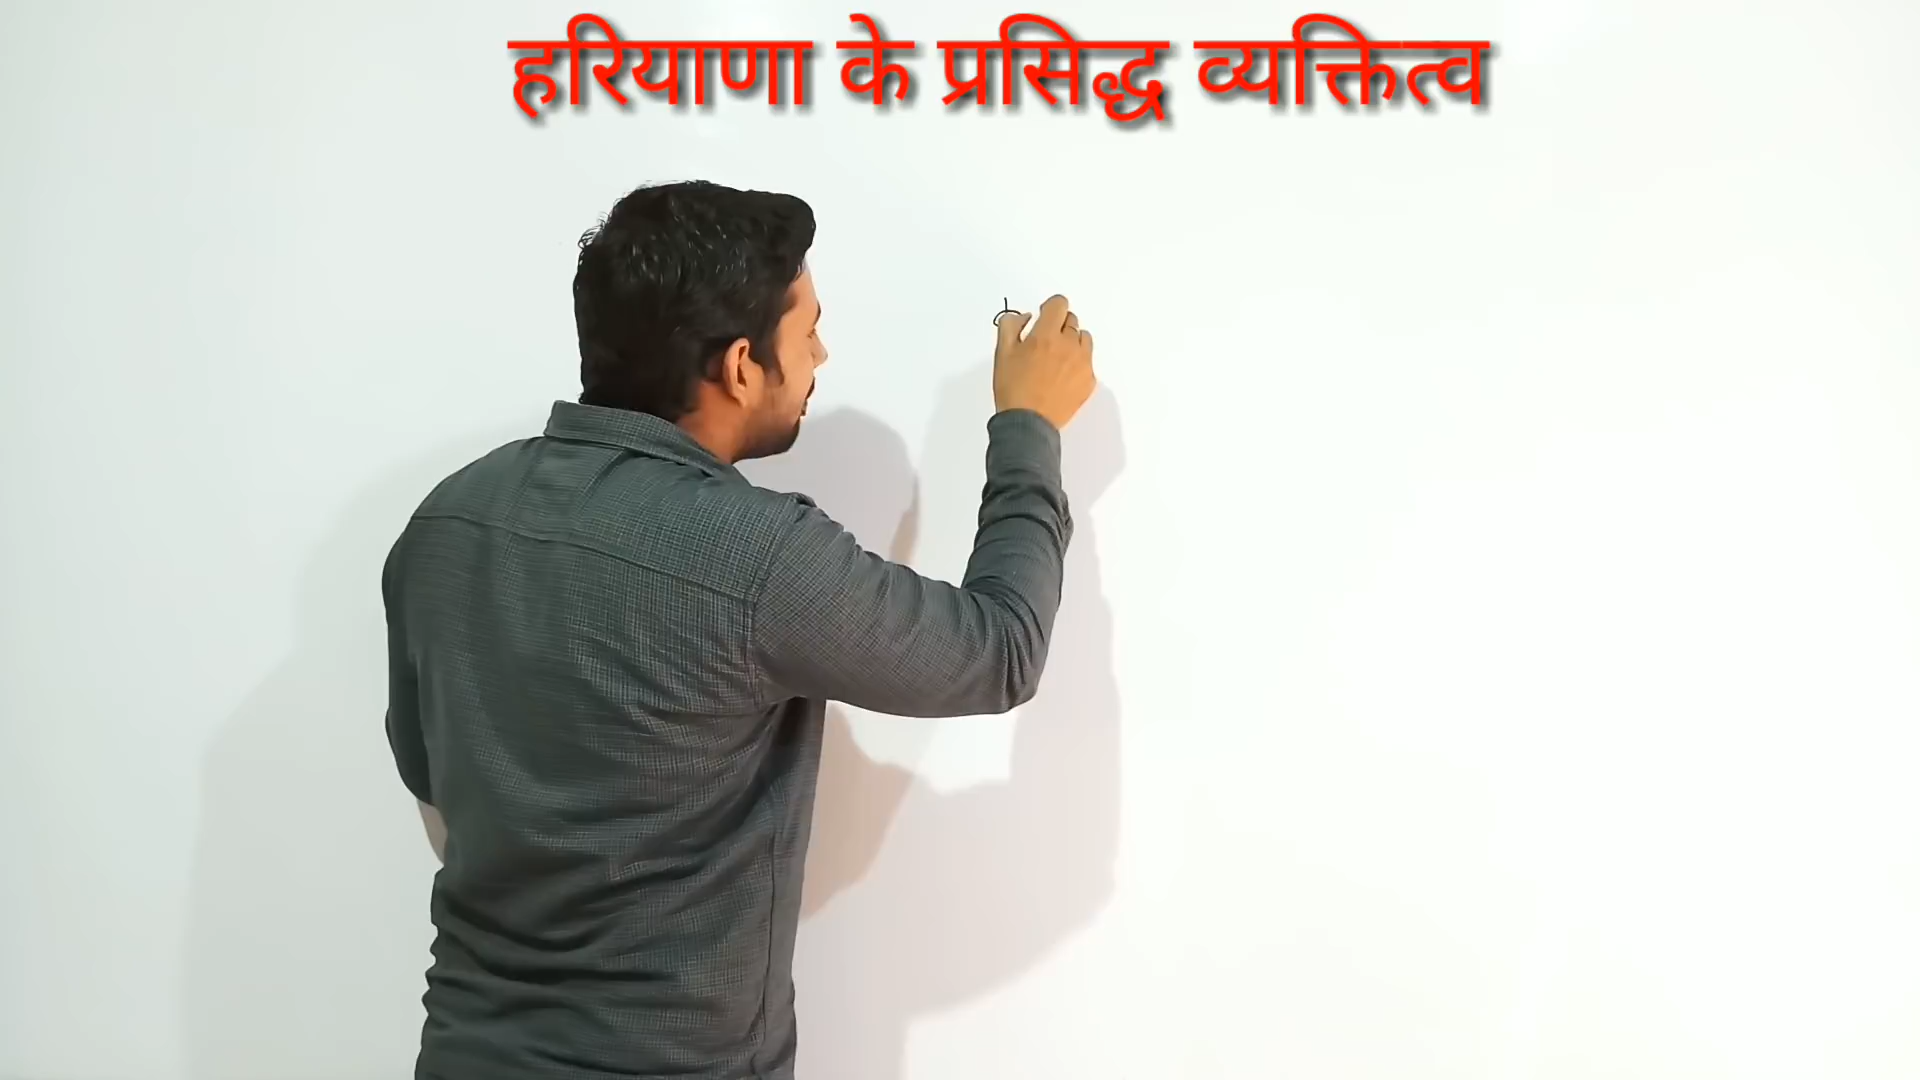 हरियाणा के प्रसिद्ध व्यक्तित्व